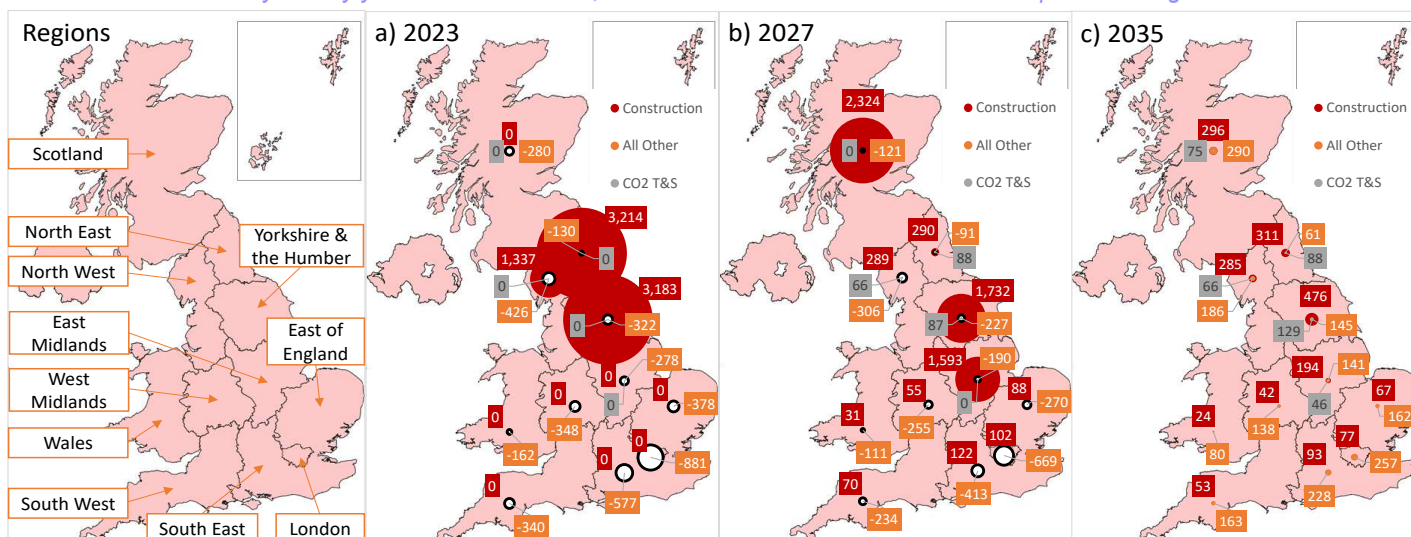 Regions
Scotland
North East
North West
Yorkshire &
the Humber
East
Midlands
East of
England
West
Midlands
Wales
South West
South East
London
a) 2023
Construction
All Other
CO2 T&S
0
0
-280
3,214
-130
0
1,337
0
-426
3,183
0
-322
0
-278
0
0
-348
0
-378
0
-162
0
-881
0
-577
0
-340
b) 2027
Construction
All Other
CO2 T&S
2,324
0
-121
290
-91
88
289
66
-306
1,732
87
-227
1,593
-190
0
55
-255
88
-270
31
-111
102
-669
122
-413
70
-234
c) 2035
Construction
All Other
CO2 T&S
296
75
290
311
61
88
285
66
186
476
129
145
194
141
46
42
138
67
162
24
80
77
257
93
228
53
163